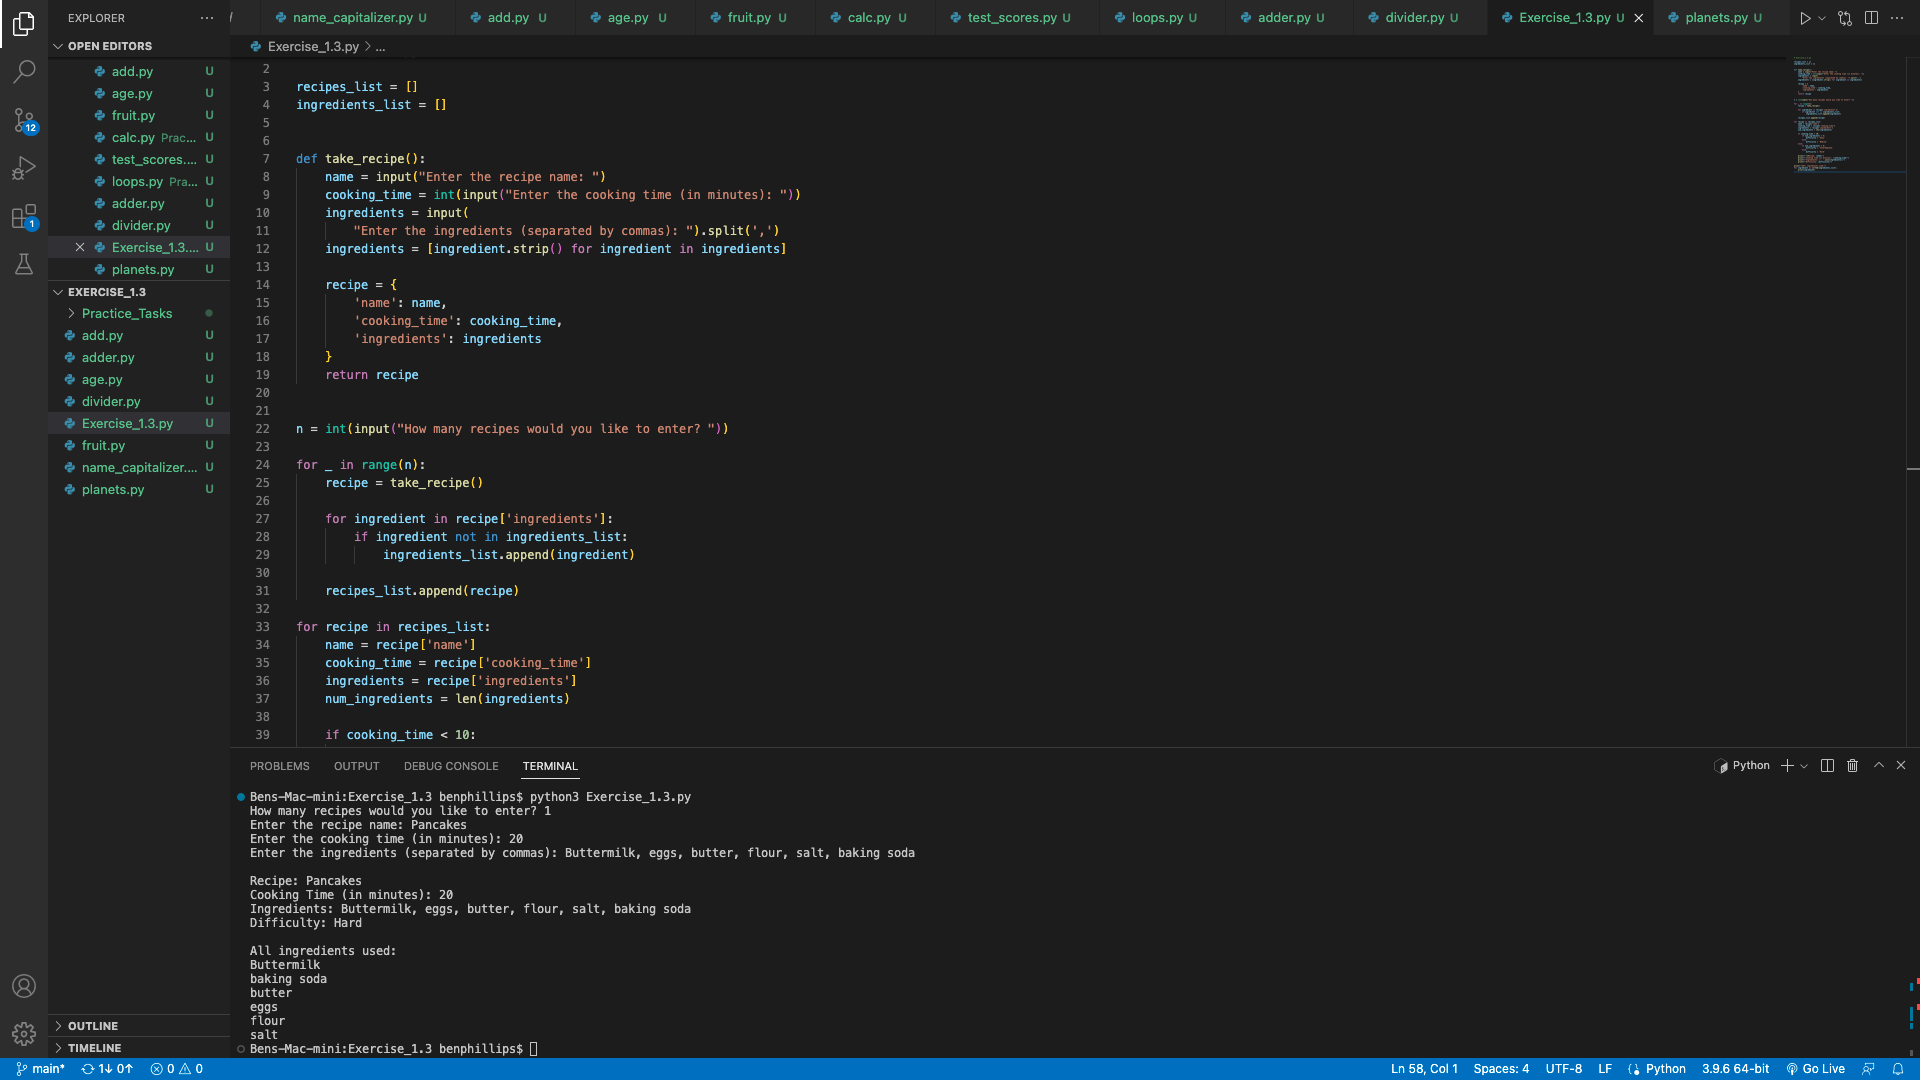 EXPLORER
OPEN EDITORS
add.py U
age.py U
fruit.py U
calc.py Prac... U
test_scores.... U
loops.py Pra... U
adder.py U
divider.py U
Exercise_1.3.... U
planets.py U
EXERCISE_1.3
Practice_Tasks
add.py U
adder.py U
age.py U
divider.py U
Exercise_1.3.py U
fruit.py U
name_capitalizer.... U
planets.py U
OUTLINE
TIMELINE
12
1
name_capitalizer.py U
add.py U
age.py U
fruit.py U
calc.py U
test_scores.py U
loops.py U
adder.py U
divider.py U
Exercise_1.3.py U
planets.py U
Exercise_1.3.py > ...
2
3 recipes_list = []
4 ingredients_list = []
5
6
7 def take_recipe():
8 name = input("Enter the recipe name: ")
9 cooking_time = int(input("Enter the cooking time (in minutes): "))
10 ingredients = input(
11 "Enter the ingredients (separated by commas): ").split(',')
12 ingredients = [ingredient.strip() for ingredient in ingredients]
13
14 recipe = {
15 'name': name,
16 'cooking_time': cooking_time,
17 'ingredients': ingredients
18 }
19 return recipe
20
21
22 n = int(input("How many recipes would you like to enter? "))
23
24 for _ in range(n):
25 recipe = take_recipe()
26
27 for ingredient in recipe['ingredients']:
28 if ingredient not in ingredients_list:
29 ingredients_list.append(ingredient)
30
31 recipes_list.append(recipe)
32
33 for recipe in recipes_list:
34 name = recipe['name']
35 cooking_time = recipe['cooking_time']
36 ingredients = recipe['ingredients']
37 num_ingredients = len(ingredients)
38
39 if cooking_time < 10:
PROBLEMS OUTPUT DEBUG CONSOLE TERMINAL
Python
Bens-Mac-mini:Exercise_1.3 benphillips$ python3 Exercise_1.3.py
How many recipes would you like to enter? 1
Enter the recipe name: Pancakes
Enter the cooking time (in minutes): 20
Enter the ingredients (separated by commas): Buttermilk, eggs, butter, flour, salt, baking soda
Recipe: Pancakes
Cooking Time (in minutes): 20
Ingredients: Buttermilk, eggs, butter, flour, salt, baking soda
Difficulty: Hard
All ingredients used:
Buttermilk
baking soda
butter
eggs
flour
salt
Bens-Mac-mini:Exercise_1.3 benphillips$
main* 1↓ 0↑ 0 0
Ln 58, Col 1 Spaces: 4 UTF-8 LF Python 3.9.6 64-bit Go Live